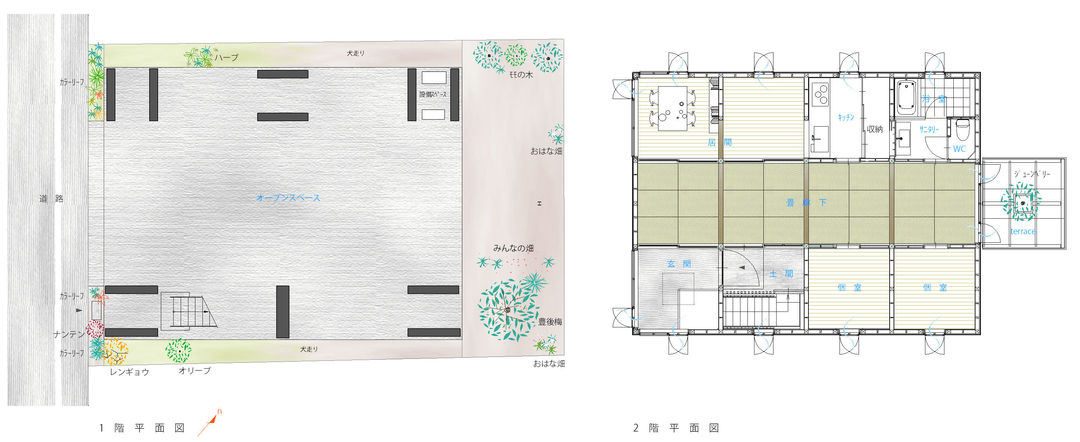 ハーブ
犬走り
カラーリーフ
設備スペース
モモの木
おはな畑
道 路
オープンスペース
みんなの畑
カラーリーフ
ナンテン
カラーリーフ
豊後梅
犬走り
レンギョウ
オリーブ
おはな畑
n
1 階 平 面 図
居 間
キッチン
収納
浴 室
サニタリー
WC
畳 廊 下
ジューンベリー
terrace
玄 関
土 間
個 室
個 室
2 階 平 面 図